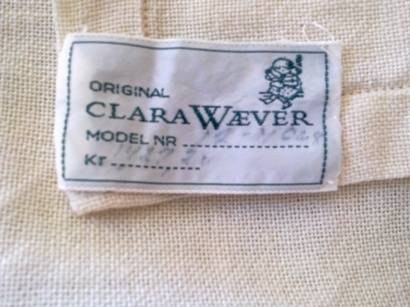 ORIGINAL
CLARA WÆVER
MODEL NR
Kr